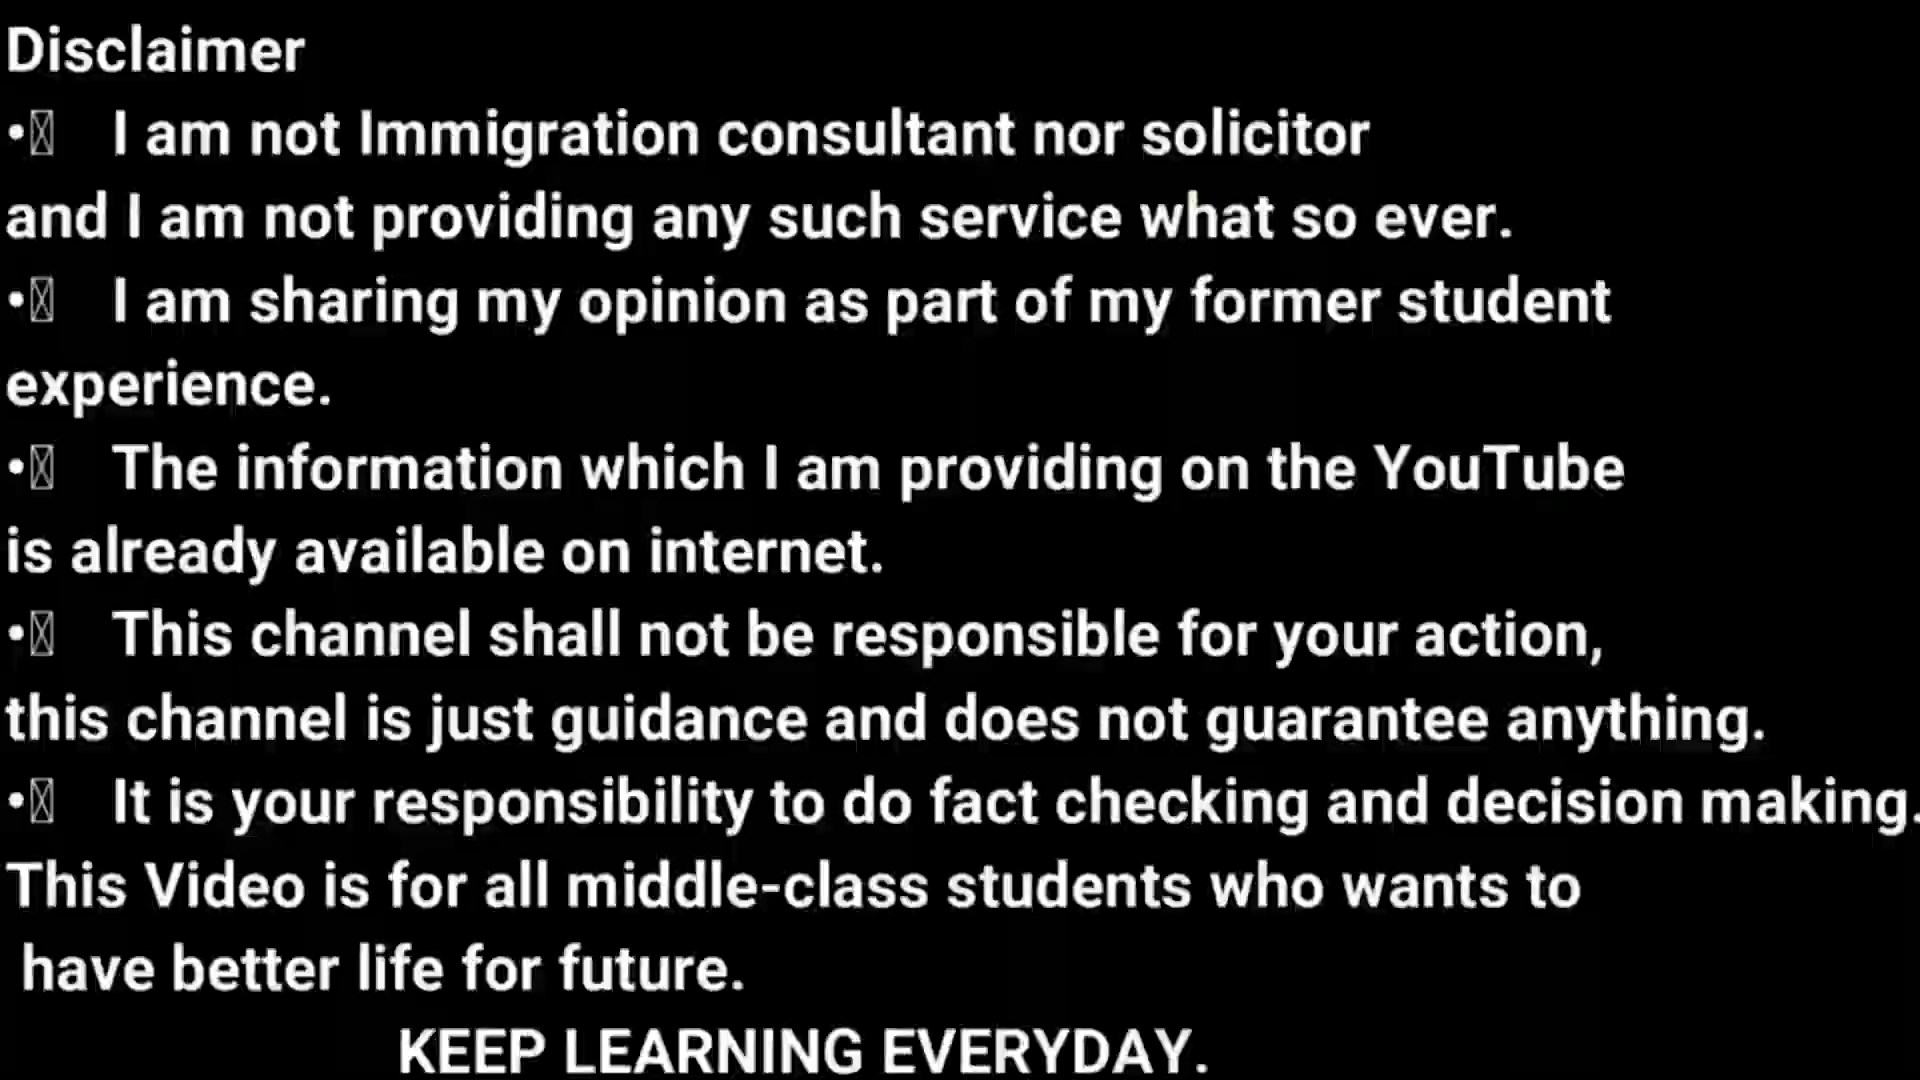 Disclaimer
• I am not Immigration consultant nor solicitor
and I am not providing any such service what so ever.
• I am sharing my opinion as part of my former student
experience.
• The information which I am providing on the YouTube
is already available on internet.
• This channel shall not be responsible for your action,
this channel is just guidance and does not guarantee anything.
• It is your responsibility to do fact checking and decision making.
This Video is for all middle-class students who wants to
have better life for future.
KEEP LEARNING EVERYDAY.